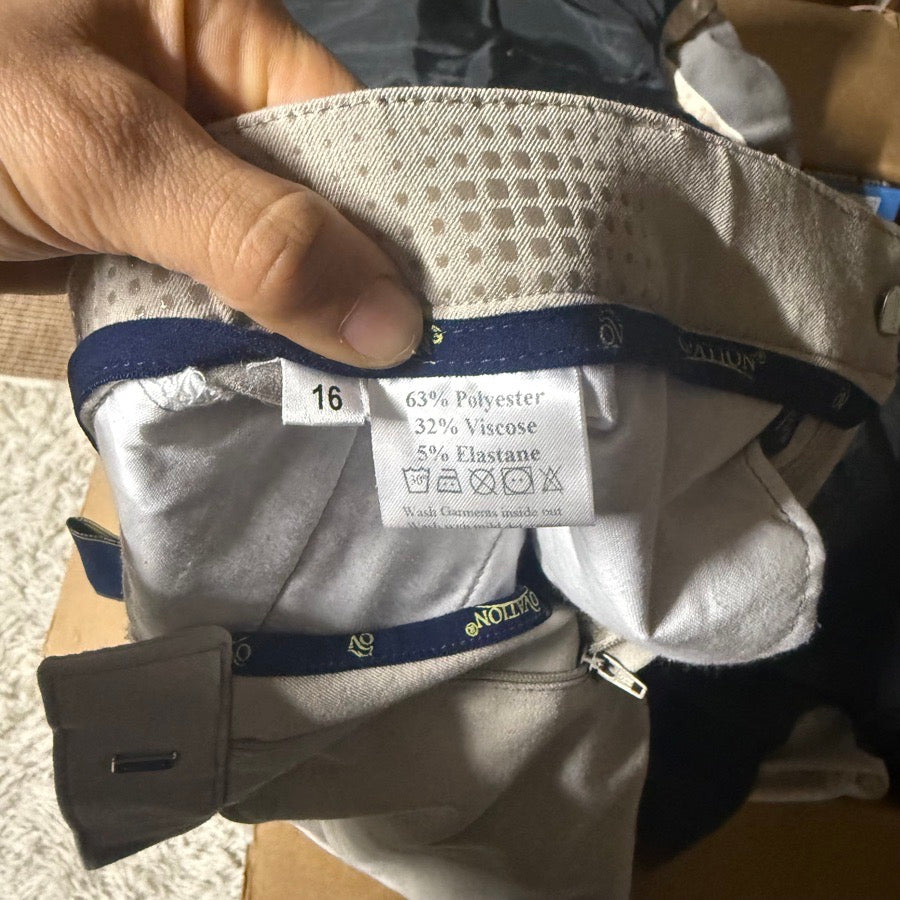 OVATION®
16
63% Polyester
32% Viscose
5% Elastane
30°
Wash Garments inside out
OVATION®